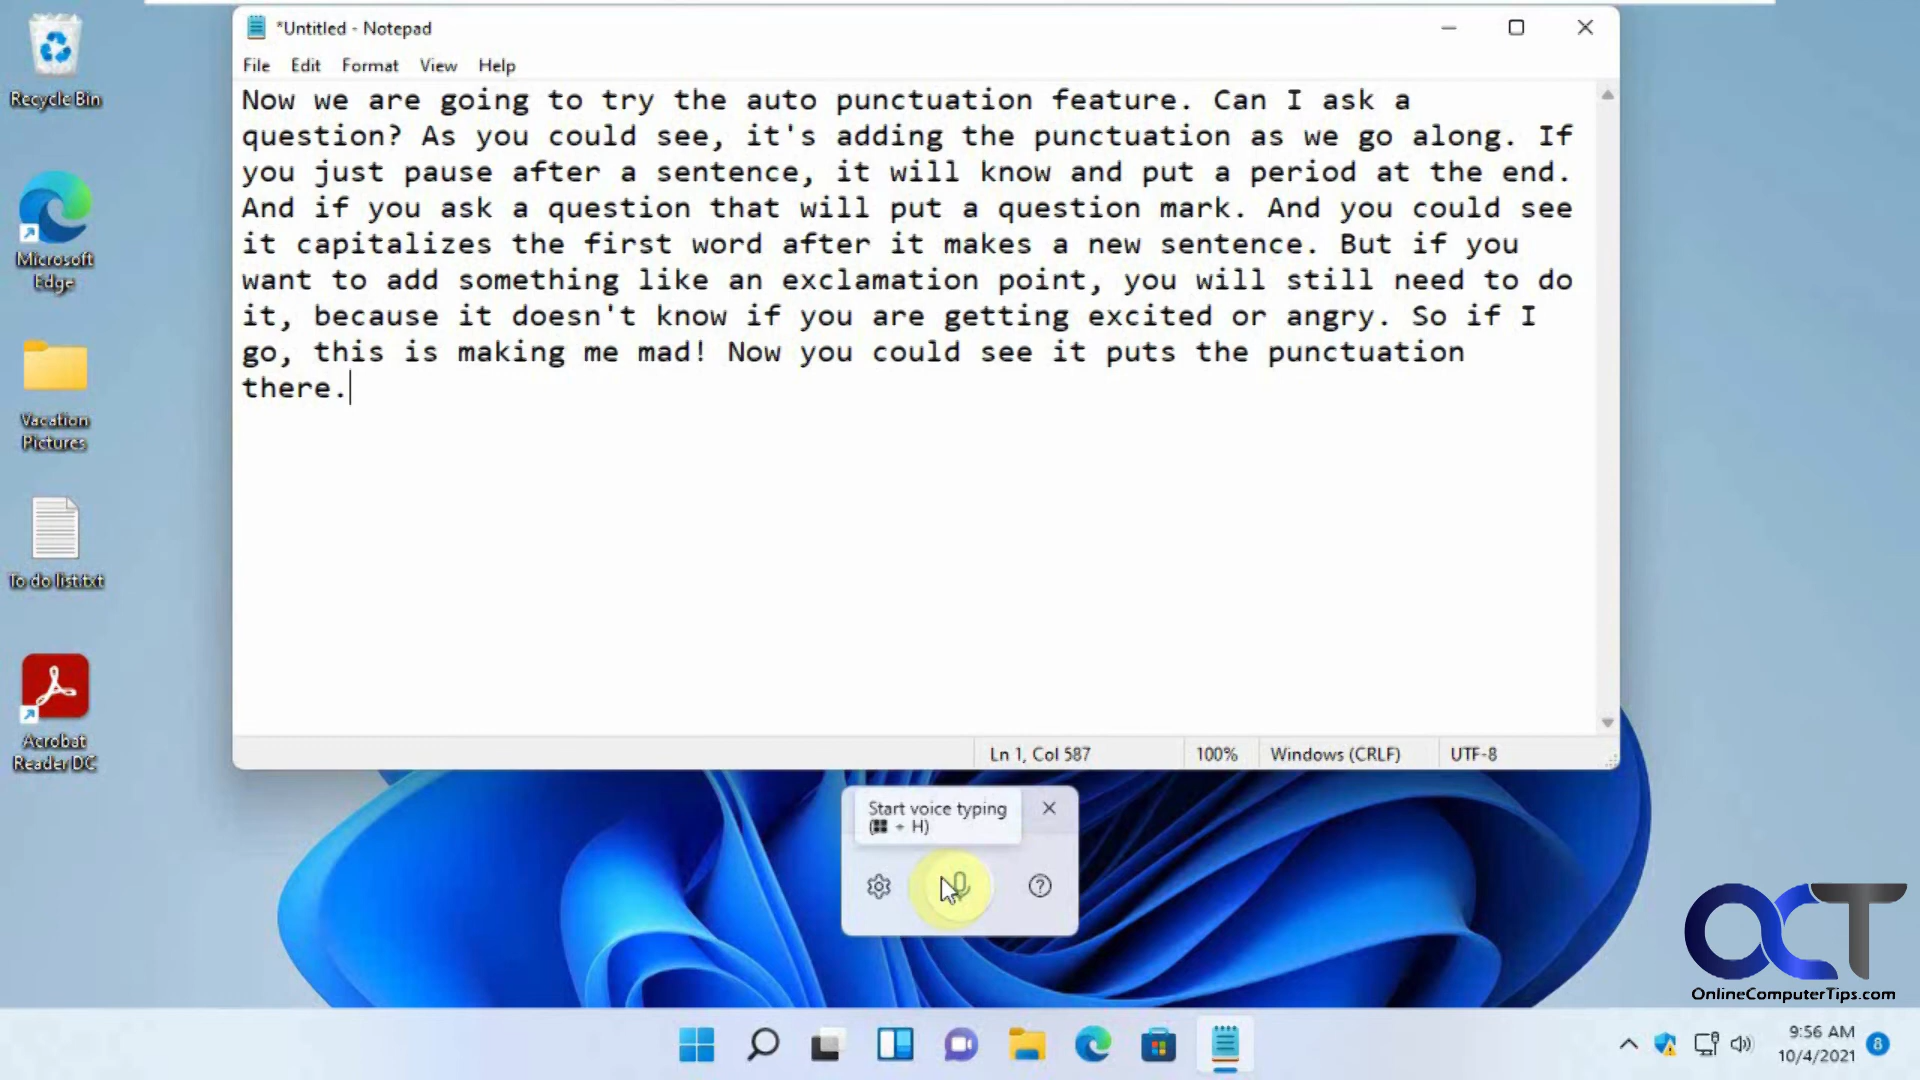 *Untitled - Notepad
File Edit Format View Help
Now we are going to try the auto punctuation feature. Can I ask a
question? As you could see, it's adding the punctuation as we go along. If
you just pause after a sentence, it will know and put a period at the end.
And if you ask a question that will put a question mark. And you could see
it capitalizes the first word after it makes a new sentence. But if you
want to add something like an exclamation point, you will still need to do
it, because it doesn't know if you are getting excited or angry. So if I
go, this is making me mad! Now you could see it puts the punctuation
there.
Ln 1, Col 587
100%
Windows (CRLF)
UTF-8
Recycle Bin
Microsoft
Edge
Vacation
Pictures
To do list.txt
Acrobat
Reader DC
Start voice typing
( + H)
OCT
OnlineComputerTips.com
9:56 AM
10/4/2021
8